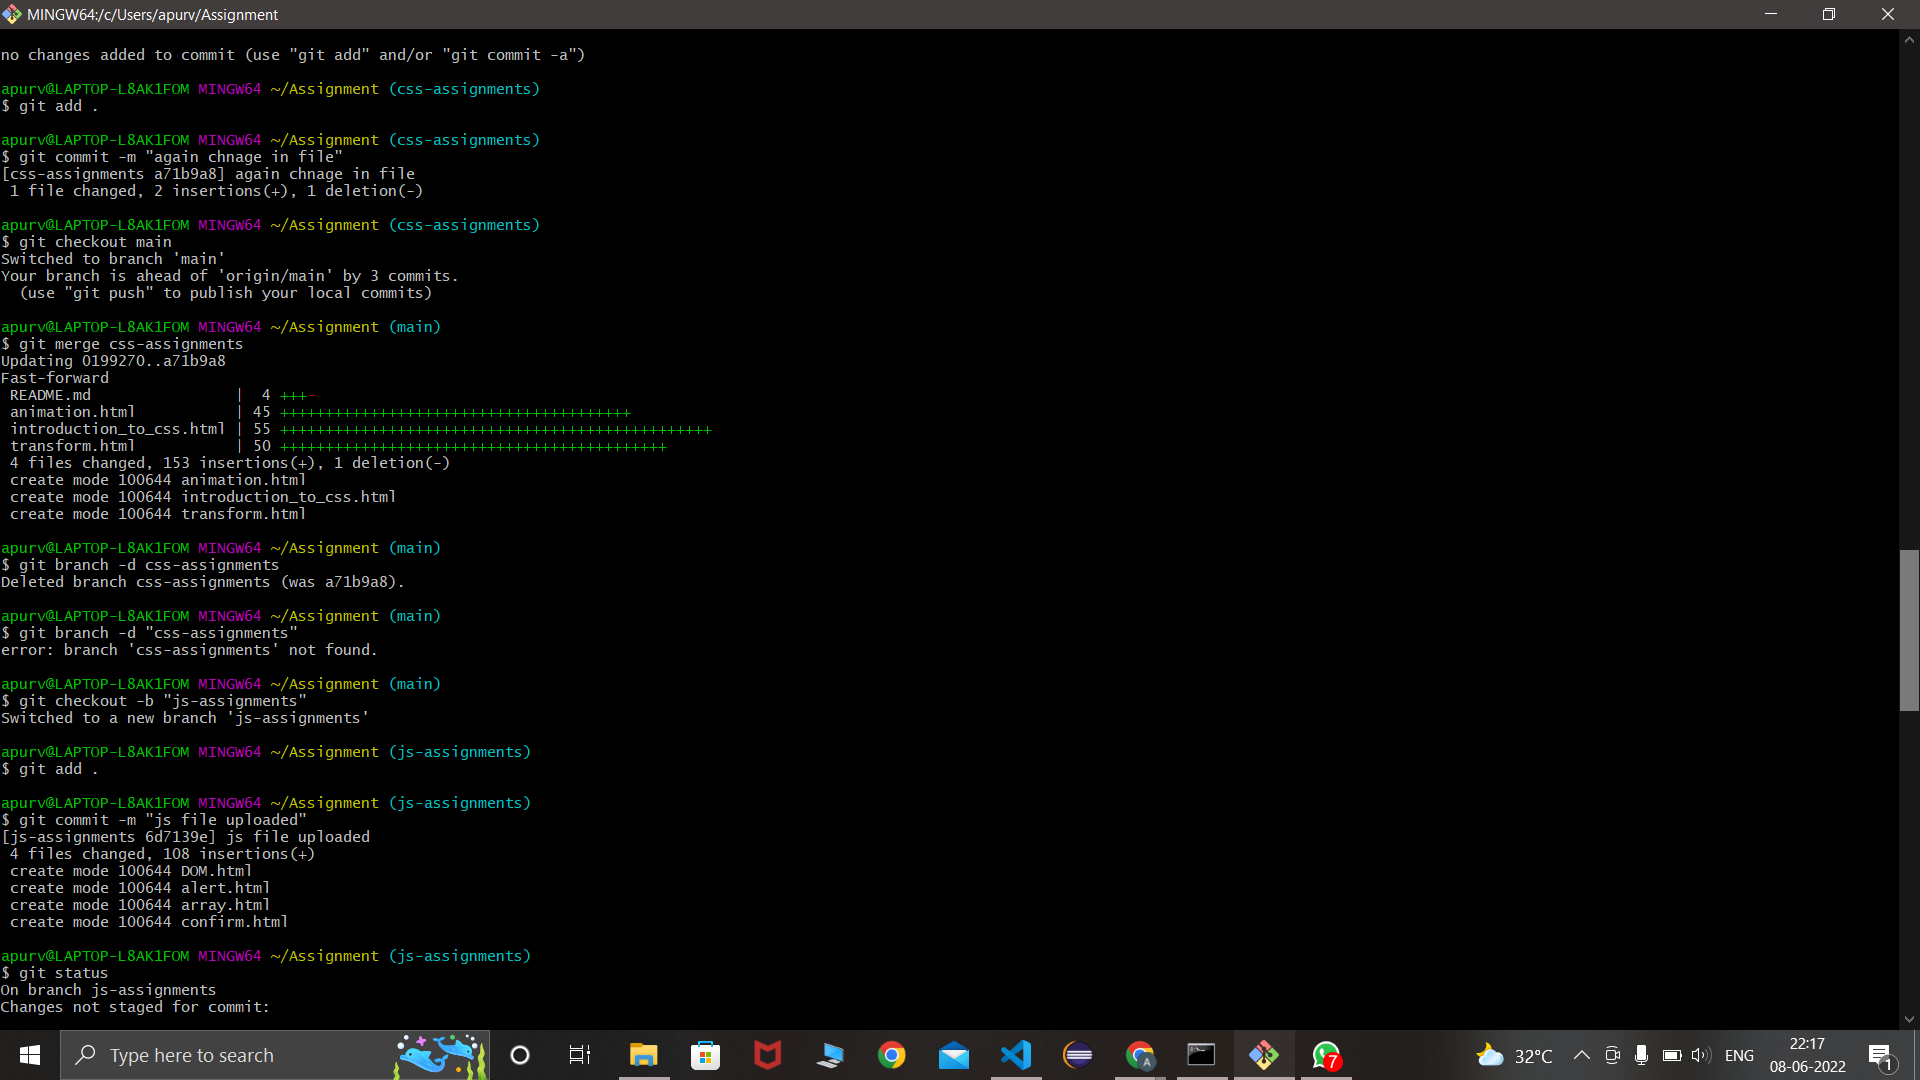 MINGW64:/c/Users/apurv/Assignment
no changes added to commit (use "git add" and/or "git commit -a")
apurv@LAPTOP-L8AK1FOM MINGW64 ~/Assignment (css-assignments)
$ git add .
apurv@LAPTOP-L8AK1FOM MINGW64 ~/Assignment (css-assignments)
$ git commit -m "again chnage in file"
[css-assignments a71b9a8] again chnage in file
1 file changed, 2 insertions(+), 1 deletion(-)
apurv@LAPTOP-L8AK1FOM MINGW64 ~/Assignment (css-assignments)
$ git checkout main
Switched to branch 'main'
Your branch is ahead of 'origin/main' by 3 commits.
(use "git push" to publish your local commits)
apurv@LAPTOP-L8AK1FOM MINGW64 ~/Assignment (main)
$ git merge css-assignments
Updating 0199270..a71b9a8
Fast-forward
README.md | 4 +++-
animation.html | 45 +++++++++++++++++++++++++++++++++++++++
introduction_to_css.html | 55 ++++++++++++++++++++++++++++++++++++++++++++++++
transform.html | 50 +++++++++++++++++++++++++++++++++++++++++++
4 files changed, 153 insertions(+), 1 deletion(-)
create mode 100644 animation.html
create mode 100644 introduction_to_css.html
create mode 100644 transform.html
apurv@LAPTOP-L8AK1FOM MINGW64 ~/Assignment (main)
$ git branch -d css-assignments
Deleted branch css-assignments (was a71b9a8).
apurv@LAPTOP-L8AK1FOM MINGW64 ~/Assignment (main)
$ git branch -d "css-assignments"
error: branch 'css-assignments' not found.
apurv@LAPTOP-L8AK1FOM MINGW64 ~/Assignment (main)
$ git checkout -b "js-assignments"
Switched to a new branch 'js-assignments'
apurv@LAPTOP-L8AK1FOM MINGW64 ~/Assignment (js-assignments)
$ git add .
apurv@LAPTOP-L8AK1FOM MINGW64 ~/Assignment (js-assignments)
$ git commit -m "js file uploaded"
[js-assignments 6d7139e] js file uploaded
4 files changed, 108 insertions(+)
create mode 100644 DOM.html
create mode 100644 alert.html
create mode 100644 array.html
create mode 100644 confirm.html
apurv@LAPTOP-L8AK1FOM MINGW64 ~/Assignment (js-assignments)
$ git status
On branch js-assignments
Changes not staged for commit:
Type here to search
A
7
32°C
ENG
22:17
08-06-2022
1